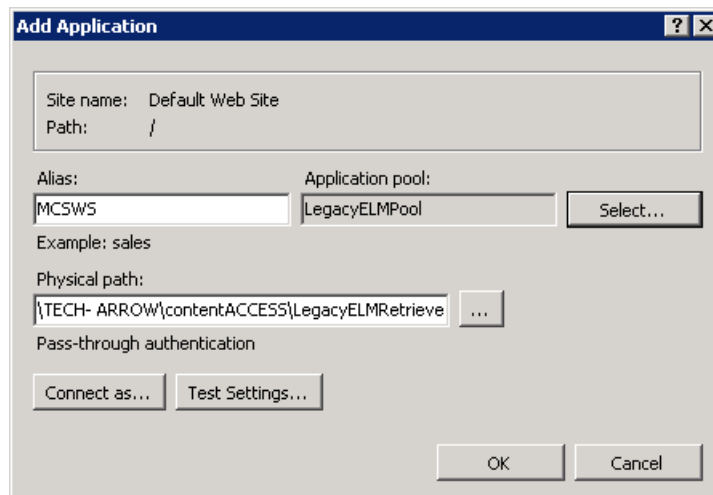 Add Application
?
X
Site name: Default Web Site
Path: /
Alias: Application pool:
MCSWS LegacyELMPool Select...
Example: sales
Physical path:
\TECH- ARROW\contentACCESS\LegacyELMRetrieve ...
Pass-through authentication
Connect as... Test Settings...
OK Cancel